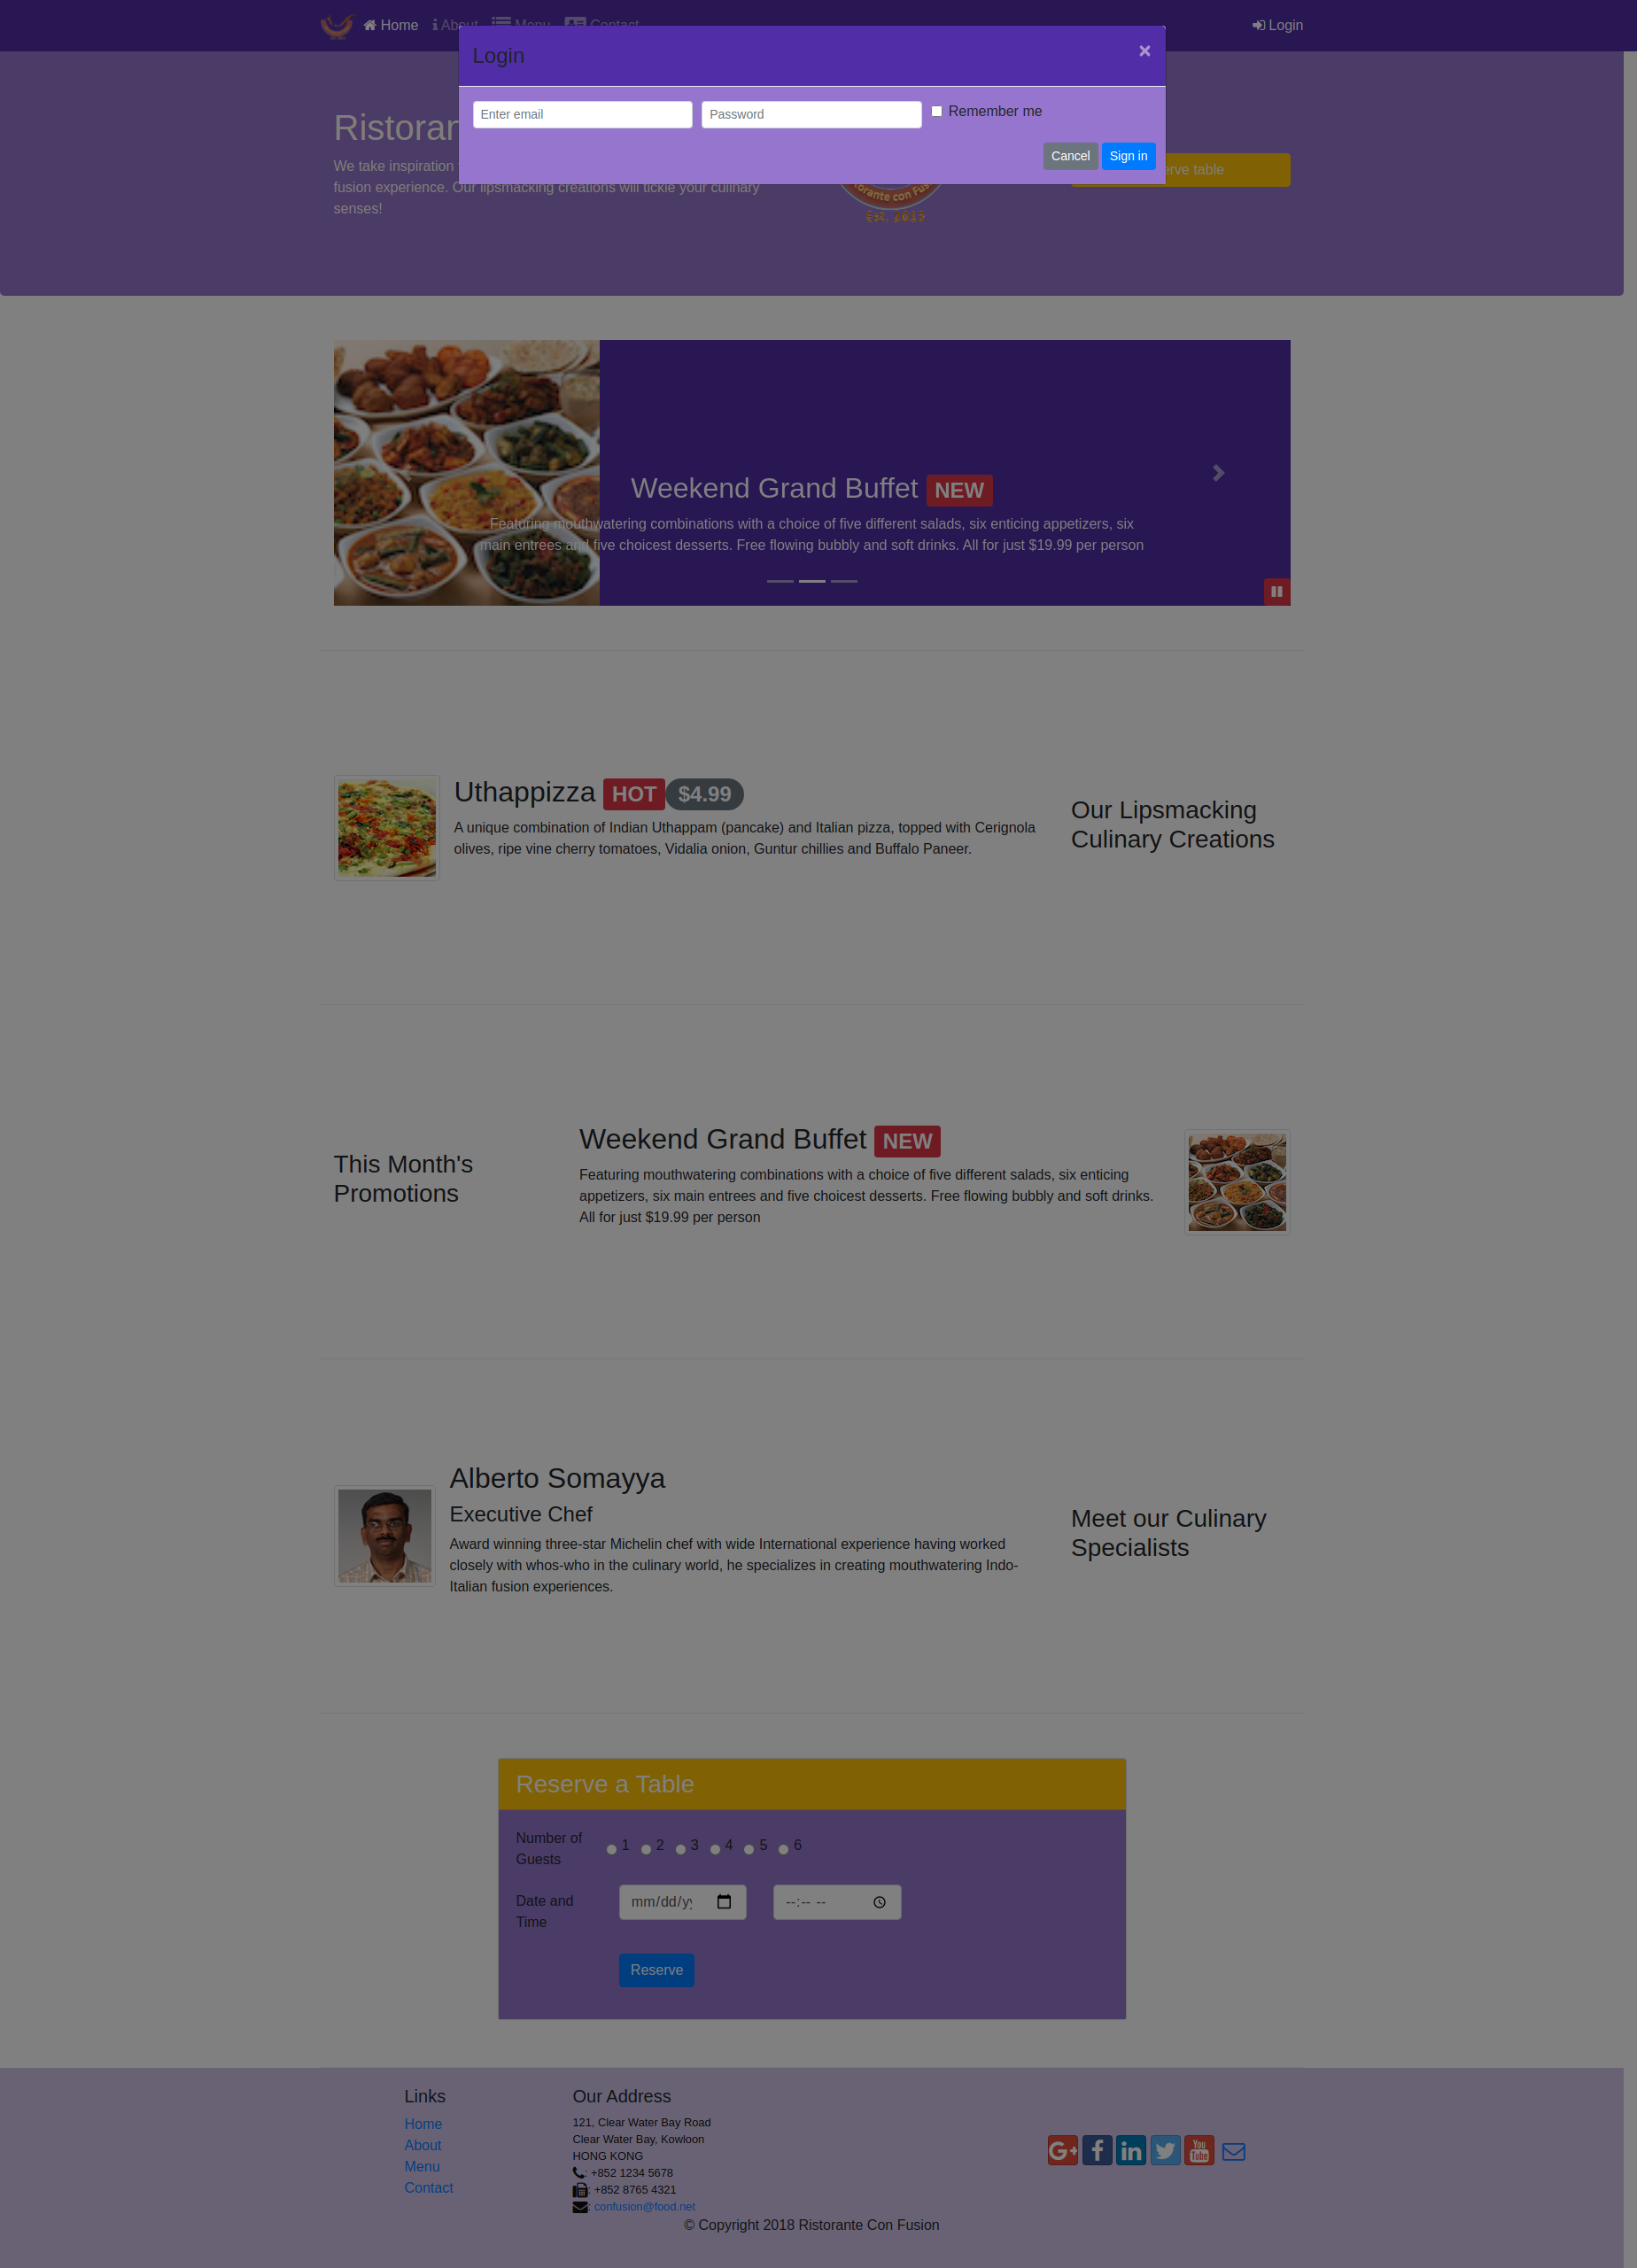 Home About Menu Contact Login
Login ×
Enter email Password Remember me
Cancel Sign in
We take inspiration
fusion experience. Our lipsmacking creations will tickle your culinary
senses!
Ristorante con Fusion
Est. 2018
table
Weekend Grand Buffet NEW
Featuring mouthwatering combinations with a choice of five different salads, six enticing appetizers, six
main entrees and five choicest desserts. Free flowing bubbly and soft drinks. All for just $19.99 per person
Uthappizza HOT $4.99
A unique combination of Indian Uthappam (pancake) and Italian pizza, topped with Cerignola
olives, ripe vine cherry tomatoes, Vidalia onion, Guntur chillies and Buffalo Paneer.
Our Lipsmacking
Culinary Creations
This Month's
Promotions
Weekend Grand Buffet NEW
Featuring mouthwatering combinations with a choice of five different salads, six enticing
appetizers, six main entrees and five choicest desserts. Free flowing bubbly and soft drinks.
All for just $19.99 per person
Alberto Somayya
Executive Chef
Award winning three-star Michelin chef with wide International experience having worked
closely with whos-who in the culinary world, he specializes in creating mouthwatering Indo-
Italian fusion experiences.
Meet our Culinary
Specialists
Reserve a Table
Number of
Guests
1 2 3 4 5 6
Date and
Time
mm/dd/yy --:-- --
Reserve
Links
Home
About
Menu
Contact
Our Address
121, Clear Water Bay Road
Clear Water Bay, Kowloon
HONG KONG
: +852 1234 5678
: +852 8765 4321
: confusion@food.net
G+ f in You Tube
© Copyright 2018 Ristorante Con Fusion